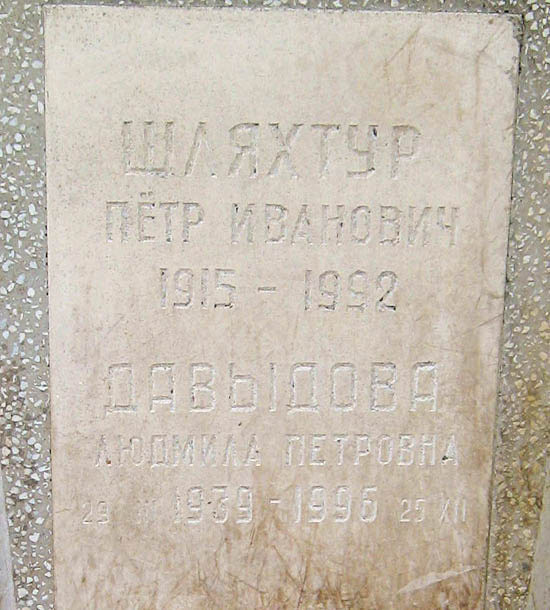 ШЛЯХТУР
ПЁТР ИВАНОВИЧ
1915 - 1992
ДАВЫДОВА
ЛЮДМИЛА ПЕТРОВНА
29 1939 - 1996 25 XII